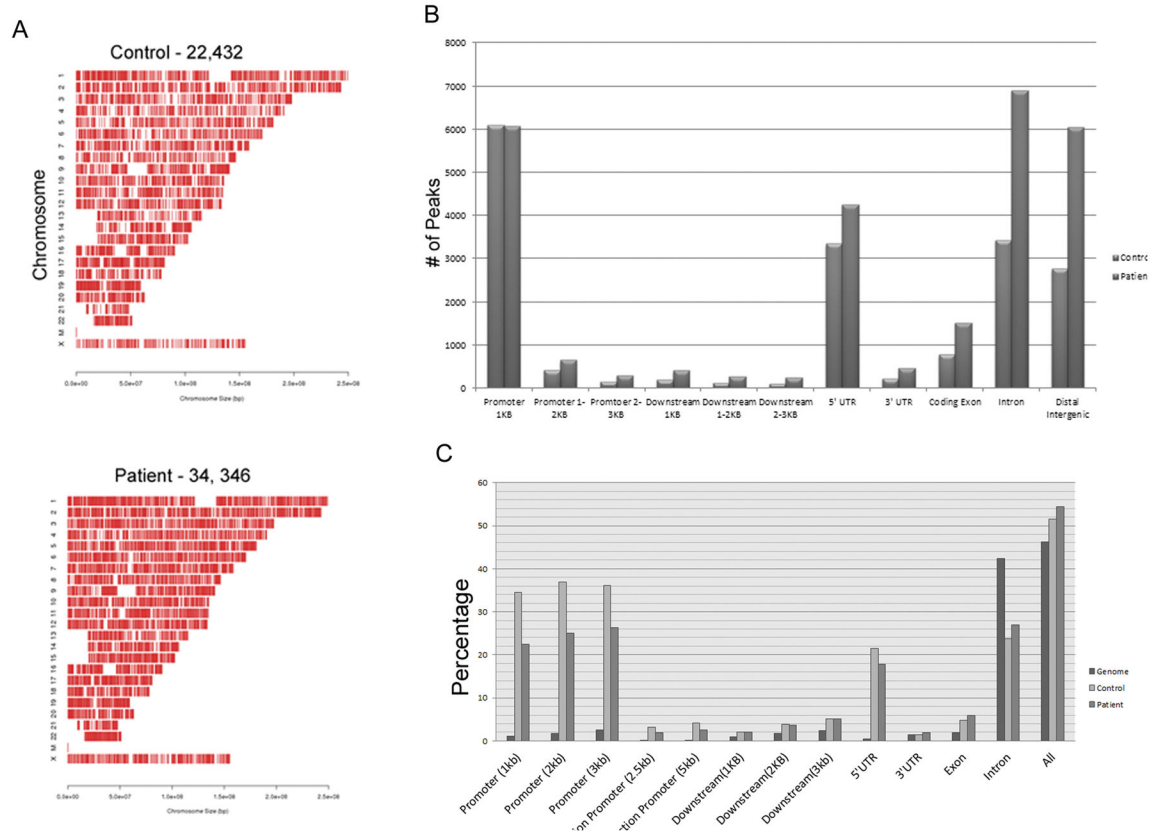 A
Control - 22,432
Chromosome
1
2
3
4
5
6
7
8
9
10
11
12
13
14
15
16
17
18
19
20
21
22
M
X
0.0e+00 5.0e+07 1.0e+08 1.5e+08 2.0e+08 2.5e+08
Chromosome Size (bp)
Patient - 34, 346
1
2
3
4
5
6
7
8
9
10
11
12
13
14
15
16
17
18
19
20
21
22
M
X
0.0e+00 5.0e+07 1.0e+08 1.5e+08 2.0e+08 2.5e+08
Chromosome Size (bp)
B
# of Peaks
8000
7000
6000
5000
4000
3000
2000
1000
0
Promoter 1KB
Promoter 1-2KB
Promtoer 2-3KB
Downstream 1KB
Downstream 1-2KB
Downstream 2-3KB
5' UTR
3' UTR
Coding Exon
Intron
Distal Intergenic
Contro
Patien
C
Percentage
60
50
40
30
20
10
0
Promoter (1kb)
Promoter (2kb)
Promoter (3kb)
ion Promoter (2.5kb)
ction Promoter (5kb)
Downstream(1KB)
Downstream(2KB)
Downstream(3kb)
5'UTR
3'UTR
Exon
Intron
All
Genome
Control
Patient